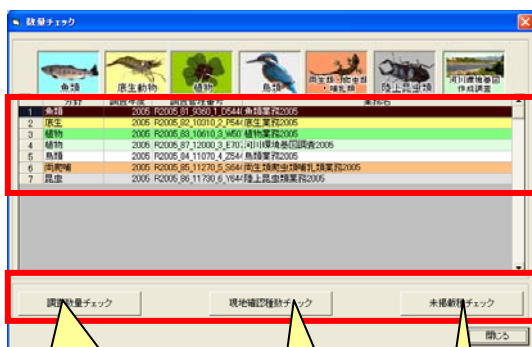 数量チェック
魚類 底生動物 植物 鳥類 両生類・爬虫類・哺乳類 陸上昆虫類 河川環境基図作成調査
分野 調査年度 調査管理番号 業務名
1 魚類 2005 R2005_81_9360_1_D544( 魚類業務2005
2 底生 2005 R2005_82_10310_2_P54( 底生業務2005
3 植物 2005 R2005_83_10610_3_W50 植物業務2005
4 植物 2005 R2005_87_12000_3_E70: 河川環境基図調査2005
5 鳥類 2005 R2005_84_11070_4_Z54( 鳥類業務2005
6 両爬哺 2005 R2005_85_11270_5_S64( 両生類爬虫類哺乳類業務2005
7 昆虫 2005 R2005_86_11730_6_Y64( 陸上昆虫類業務2005
調査数量チェック 現地確認種数チェック 未掲載種チェック
閉じる